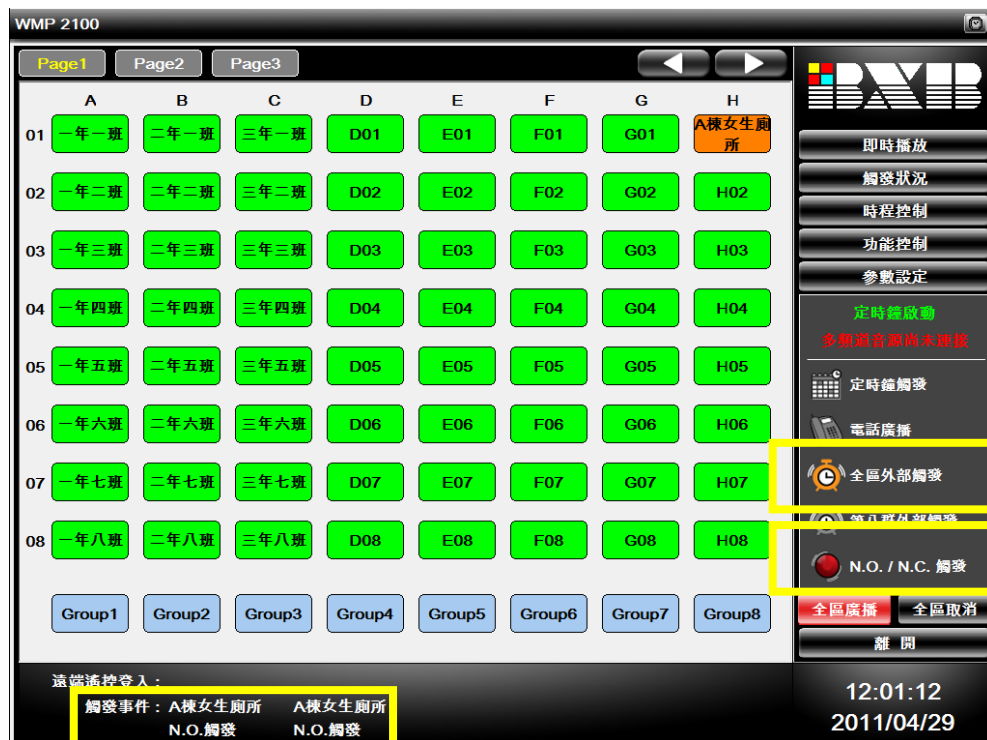 WMP 2100
Page1 Page2 Page3
BXB
A B C D E F G H
01 一年一班 二年一班 三年一班 D01 E01 F01 G01 A棟女生廁
所
02 一年二班 二年二班 三年二班 D02 E02 F02 G02 H02
03 一年三班 二年三班 三年三班 D03 E03 F03 G03 H03
04 一年四班 二年四班 三年四班 D04 E04 F04 G04 H04
05 一年五班 二年五班 三年五班 D05 E05 F05 G05 H05
06 一年六班 二年六班 三年六班 D06 E06 F06 G06 H06
07 一年七班 二年七班 三年七班 D07 E07 F07 G07 H07
08 一年八班 二年八班 三年八班 D08 E08 F08 G08 H08
Group1 Group2 Group3 Group4 Group5 Group6 Group7 Group8
即時播放
觸發狀況
時程控制
功能控制
參數設定
定時鐘啟動
多頻道音源尚未連接
定時鐘觸發
電話廣播
全區外部觸發
第八群外部觸發
N.O. / N.C. 觸發
全區廣播 全區取消
離 開
遠端遙控登入 :
觸發事件 : A棟女生廁所 A棟女生廁所
N.O.觸發 N.O.觸發
12:01:12
2011/04/29